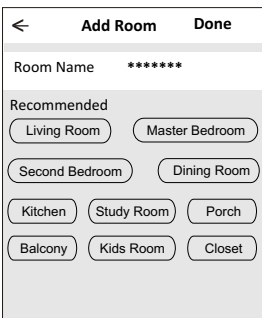 ← Add Room Done
Room Name *******
Recommended
Living Room Master Bedroom
Second Bedroom Dining Room
Kitchen Study Room Porch
Balcony Kids Room Closet